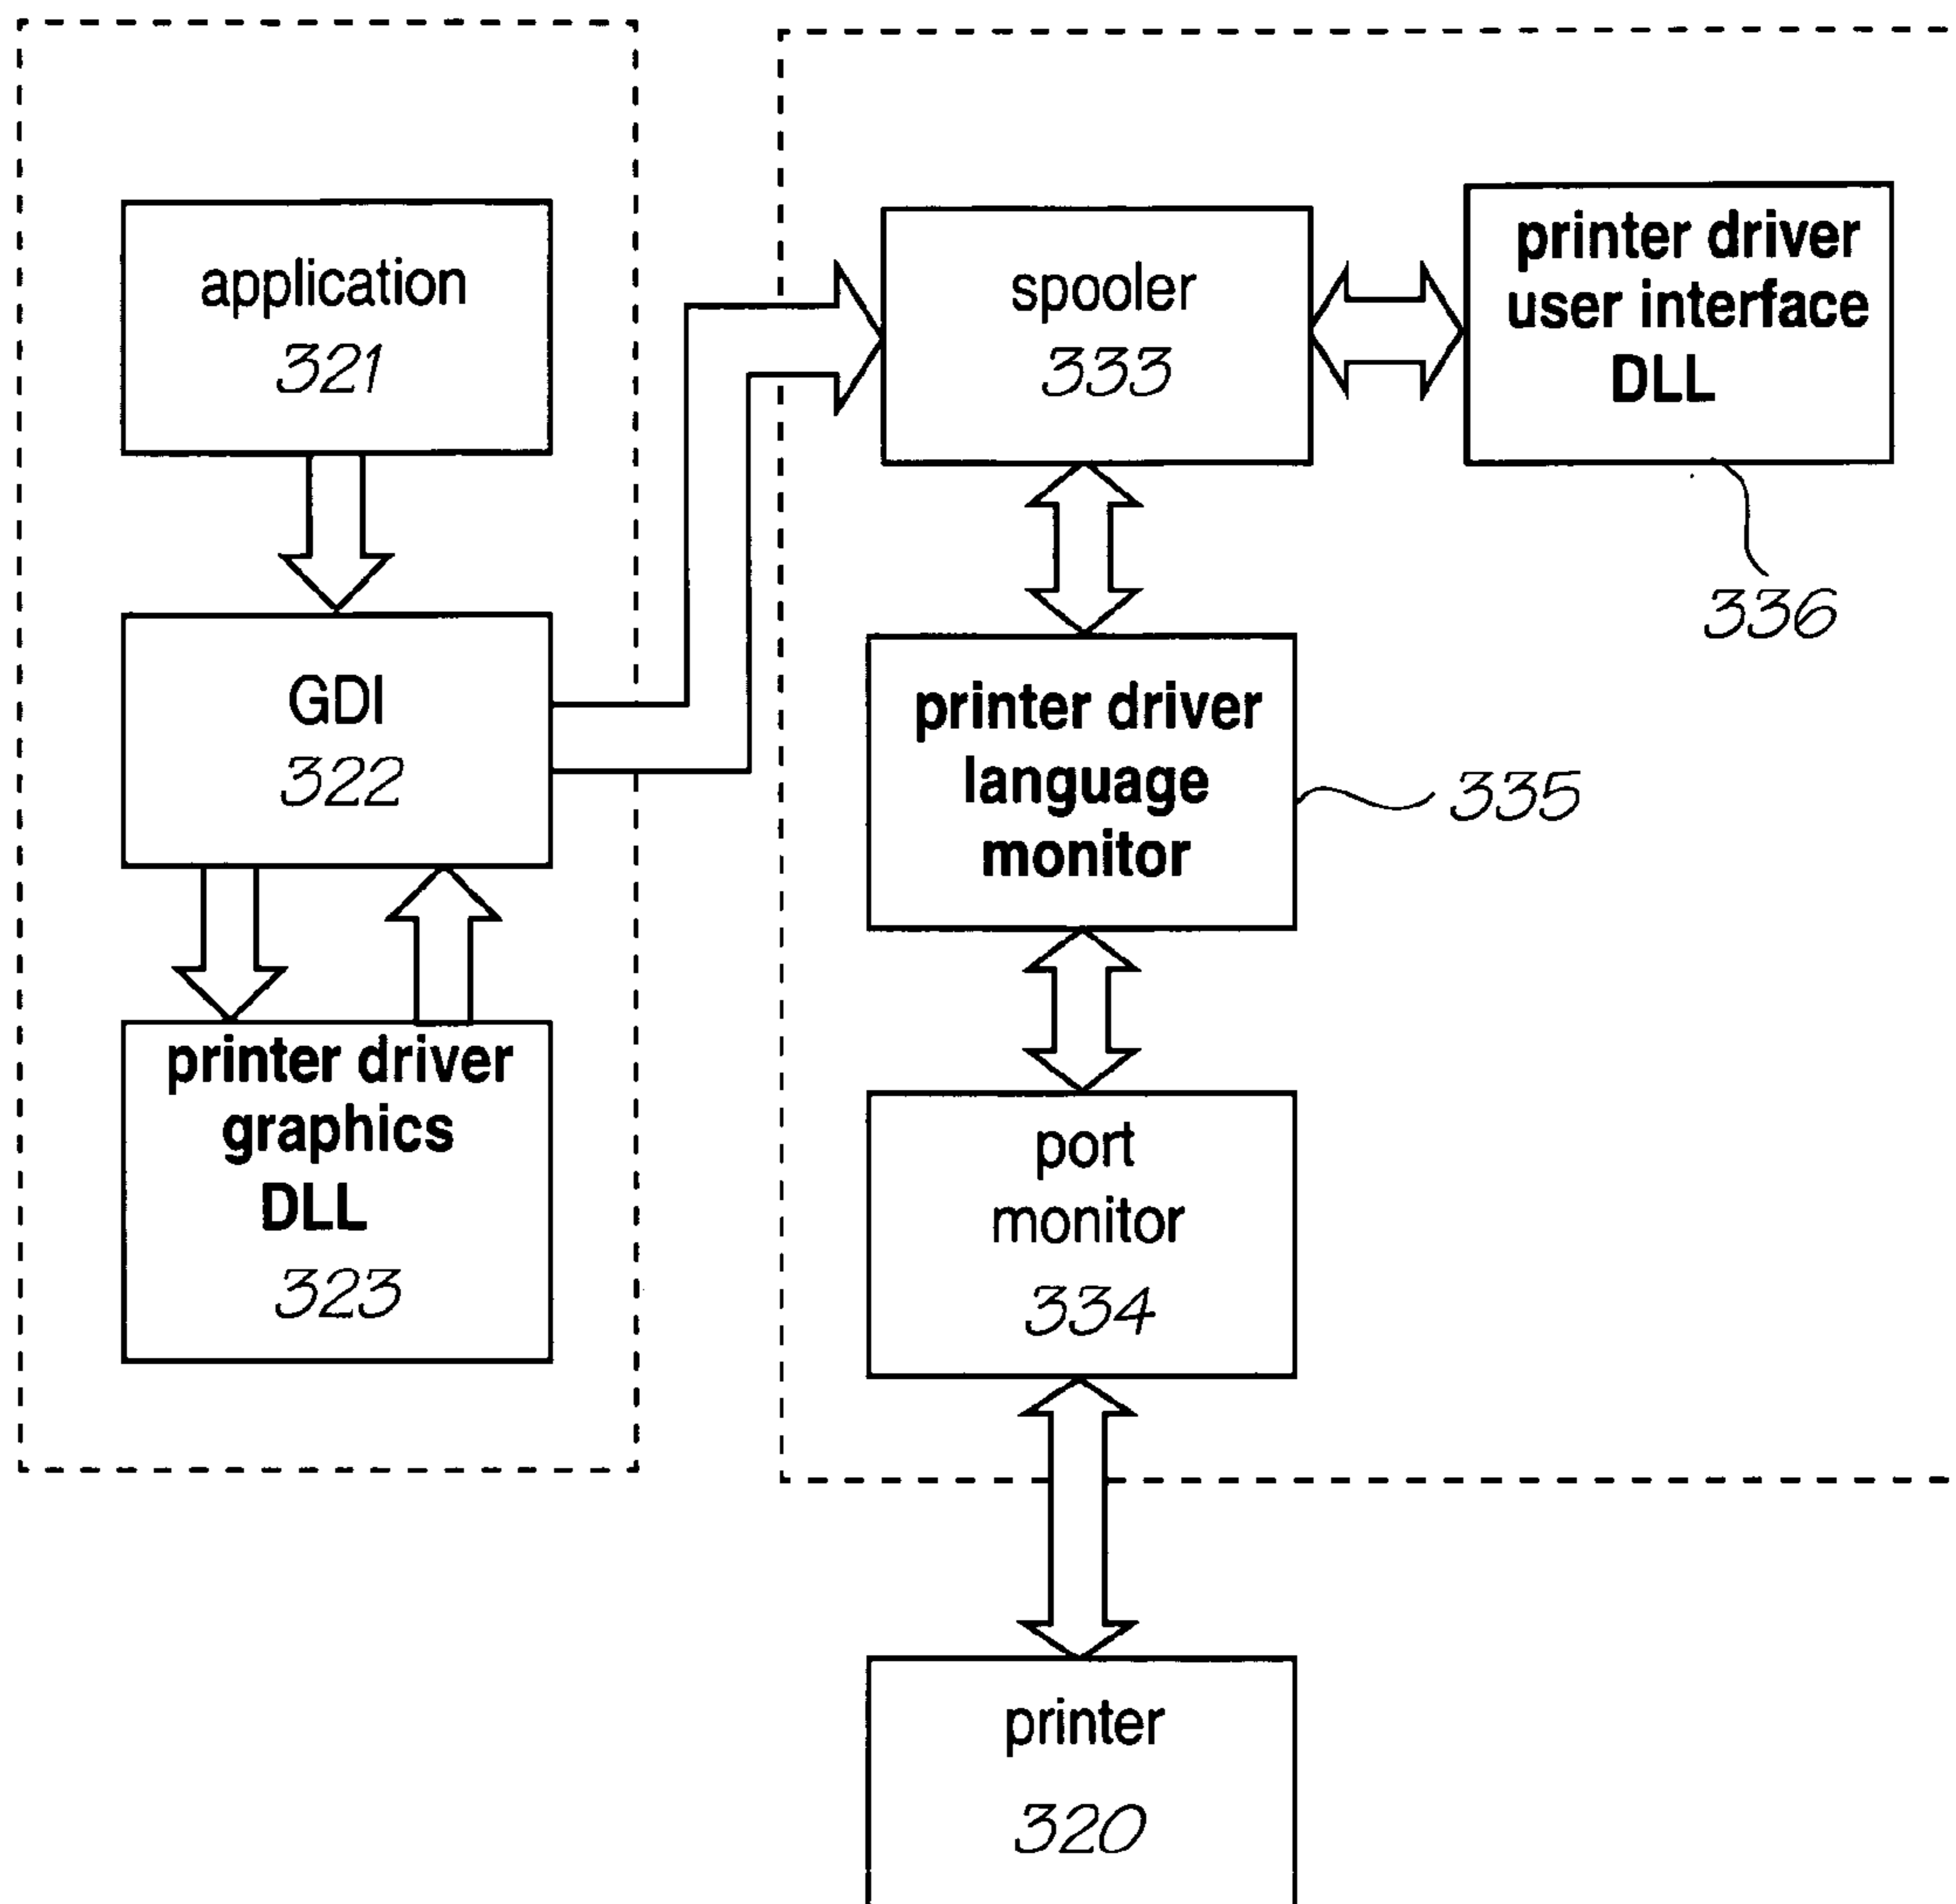 application
321
GDI
322
printer driver
graphics
DLL
323
spooler
333
printer driver
user interface
DLL
336
printer driver
language
monitor
335
port
monitor
334
printer
320